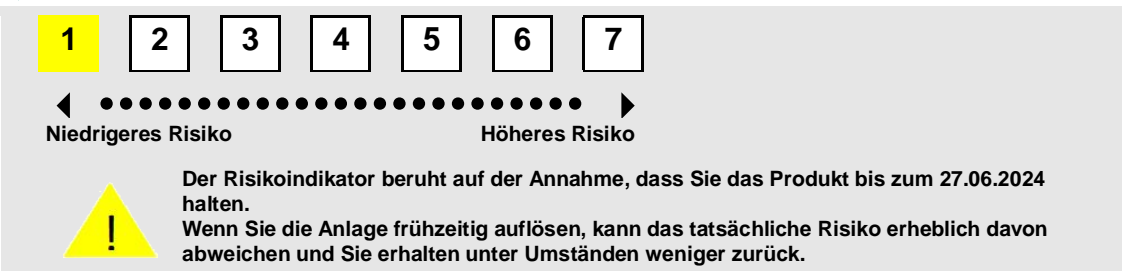 1 2 3 4 5 6 7
Niedrigeres Risiko Höheres Risiko
Der Risikoindikator beruht auf der Annahme, dass Sie das Produkt bis zum 27.06.2024
halten.
Wenn Sie die Anlage frühzeitig auflösen, kann das tatsächliche Risiko erheblich davon
abweichen und Sie erhalten unter Umständen weniger zurück.
!